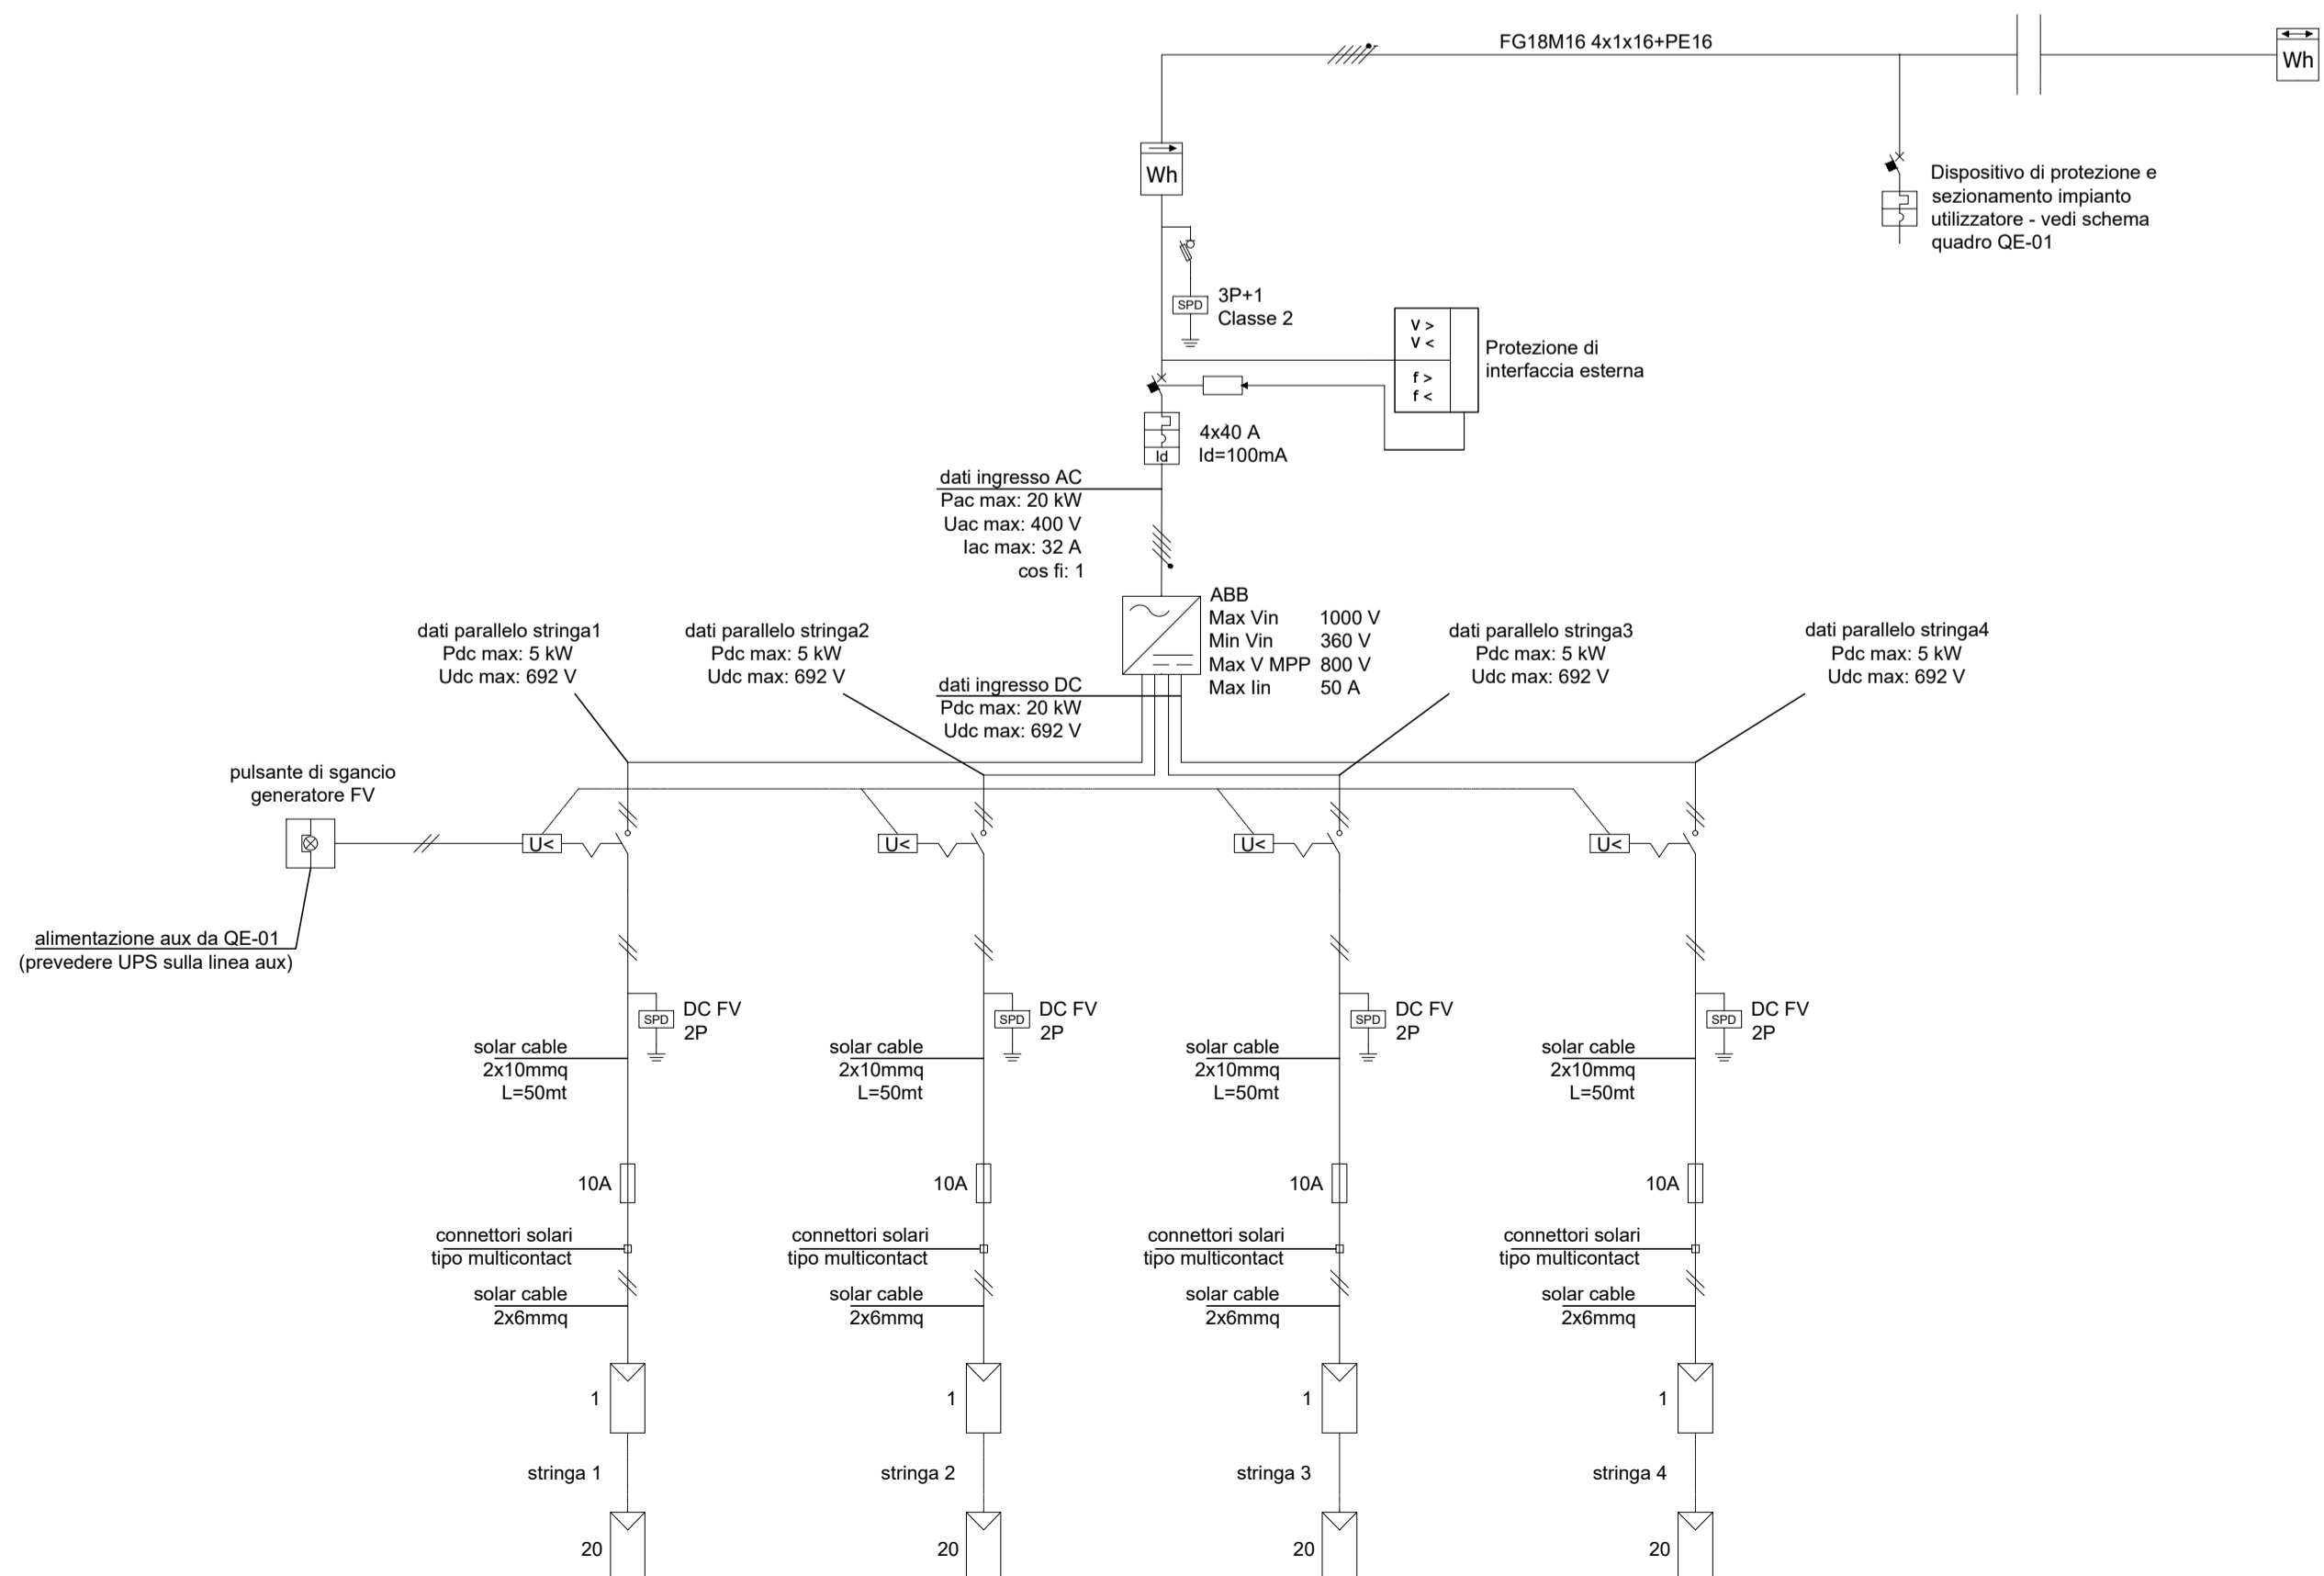 FG18M16 4x1x16+PE16
Wh
Wh
Dispositivo di protezione e
sezionamento impianto
utilizzatore - vedi schema
quadro QE-01
SPD
3P+1
Classe 2
V >
V <
f >
f <
Protezione di
interfaccia esterna
4x40 A
Id=100mA
Id
dati ingresso AC
Pac max: 20 kW
Uac max: 400 V
Iac max: 32 A
cos fi: 1
ABB
Max Vin 1000 V
Min Vin 360 V
Max V MPP 800 V
Max Iin 50 A
dati parallelo stringa1
Pdc max: 5 kW
Udc max: 692 V
dati parallelo stringa2
Pdc max: 5 kW
Udc max: 692 V
dati ingresso DC
Pdc max: 20 kW
Udc max: 692 V
dati parallelo stringa3
Pdc max: 5 kW
Udc max: 692 V
dati parallelo stringa4
Pdc max: 5 kW
Udc max: 692 V
pulsante di sgancio
generatore FV
U<
U<
U<
U<
alimentazione aux da QE-01
(prevedere UPS sulla linea aux)
SPD
DC FV
2P
SPD
DC FV
2P
SPD
DC FV
2P
SPD
DC FV
2P
solar cable
2x10mmq
L=50mt
solar cable
2x10mmq
L=50mt
solar cable
2x10mmq
L=50mt
solar cable
2x10mmq
L=50mt
10A
10A
10A
10A
connettori solari
tipo multicontact
connettori solari
tipo multicontact
connettori solari
tipo multicontact
connettori solari
tipo multicontact
solar cable
2x6mmq
solar cable
2x6mmq
solar cable
2x6mmq
solar cable
2x6mmq
1
1
1
1
stringa 1
stringa 2
stringa 3
stringa 4
20
20
20
20